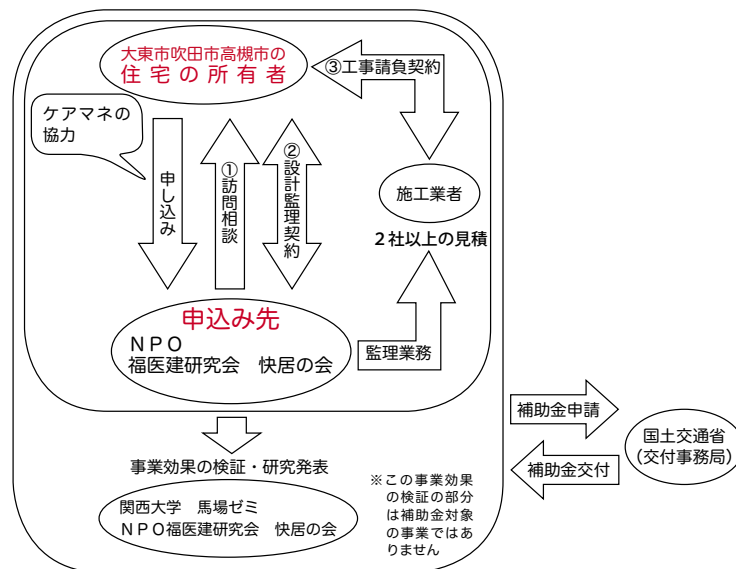 大東市吹田市高槻市の
住宅の所有者
③工事請負契約
ケアマネの
協力
申し込み
①訪問相談
②設計監理契約
施工業者
２社以上の見積
申込み先
ＮＰＯ
福医建研究会　快居の会
監理業務
補助金申請
国土交通省
(交付事務局)
補助金交付
事業効果の検証・研究発表
関西大学　馬場ゼミ
ＮＰＯ福医建研究会　快居の会
※この事業効果
の検証の部分
は補助金対象
の事業ではあ
りません